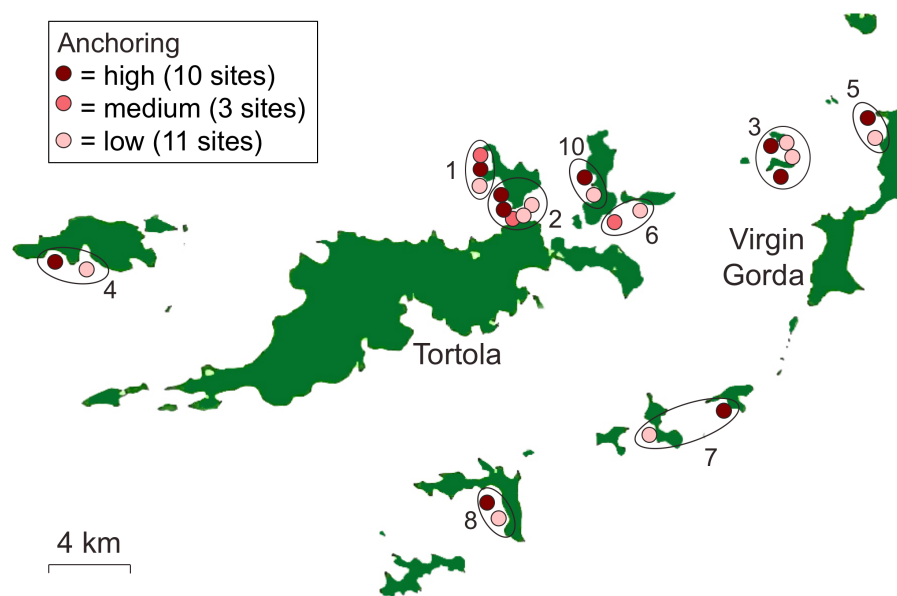 Anchoring
= high (10 sites)
= medium (3 sites)
= low (11 sites)
5
3
10
1
2
6
Virgin
Gorda
4
Tortola
7
8
4 km